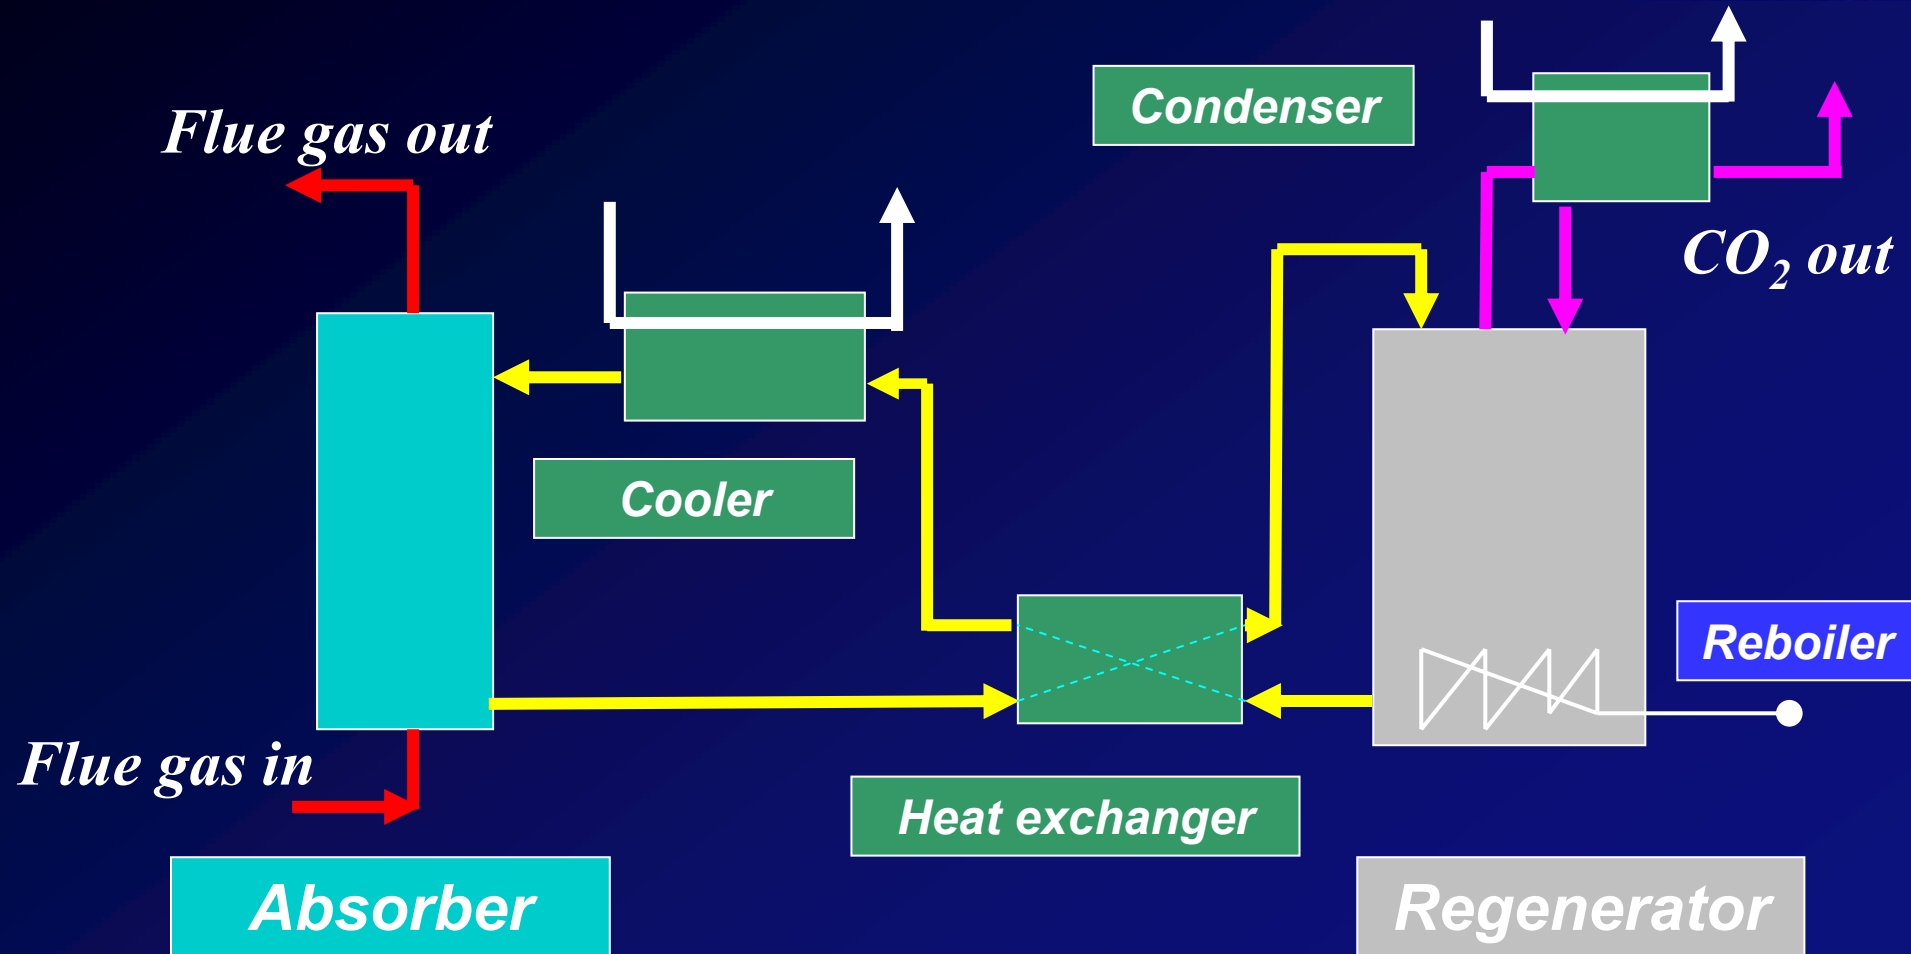 Condenser
Flue gas out
CO₂ out
Cooler
Reboiler
Flue gas in
Heat exchanger
Absorber
Regenerator